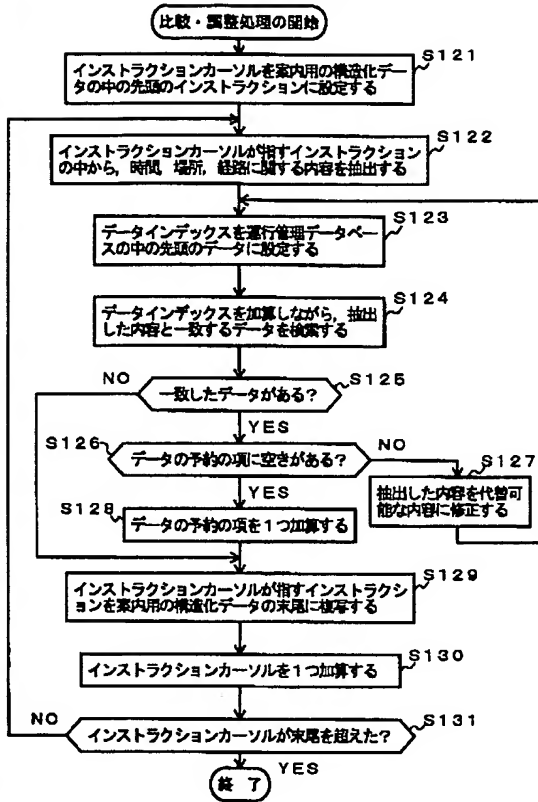 比較・調整処理の開始
S121
インストラクションカーソルを案内用の構造化デー
タの中の先頭のインストラクションに設定する
S122
インストラクションカーソルが指すインストラクション
の中から，時間，場所，経路に関する内容を抽出する
S123
データインデックスを運行管理データベー
スの中の先頭のデータに設定する
S124
データインデックスを加算しながら，抽出
した内容と一致するデータを検索する
NO
S125
一致したデータがある？
YES
S126
データの予約の項に空きがある？
NO
S127
抽出した内容を代替可
能な内容に修正する
YES
S128
データの予約の項を１つ加算する
S129
インストラクションカーソルが指すインストラクシ
ョンを案内用の構造化データの末尾に複写する
S130
インストラクションカーソルを１つ加算する
NO
S131
インストラクションカーソルが末尾を超えた？
YES
終了